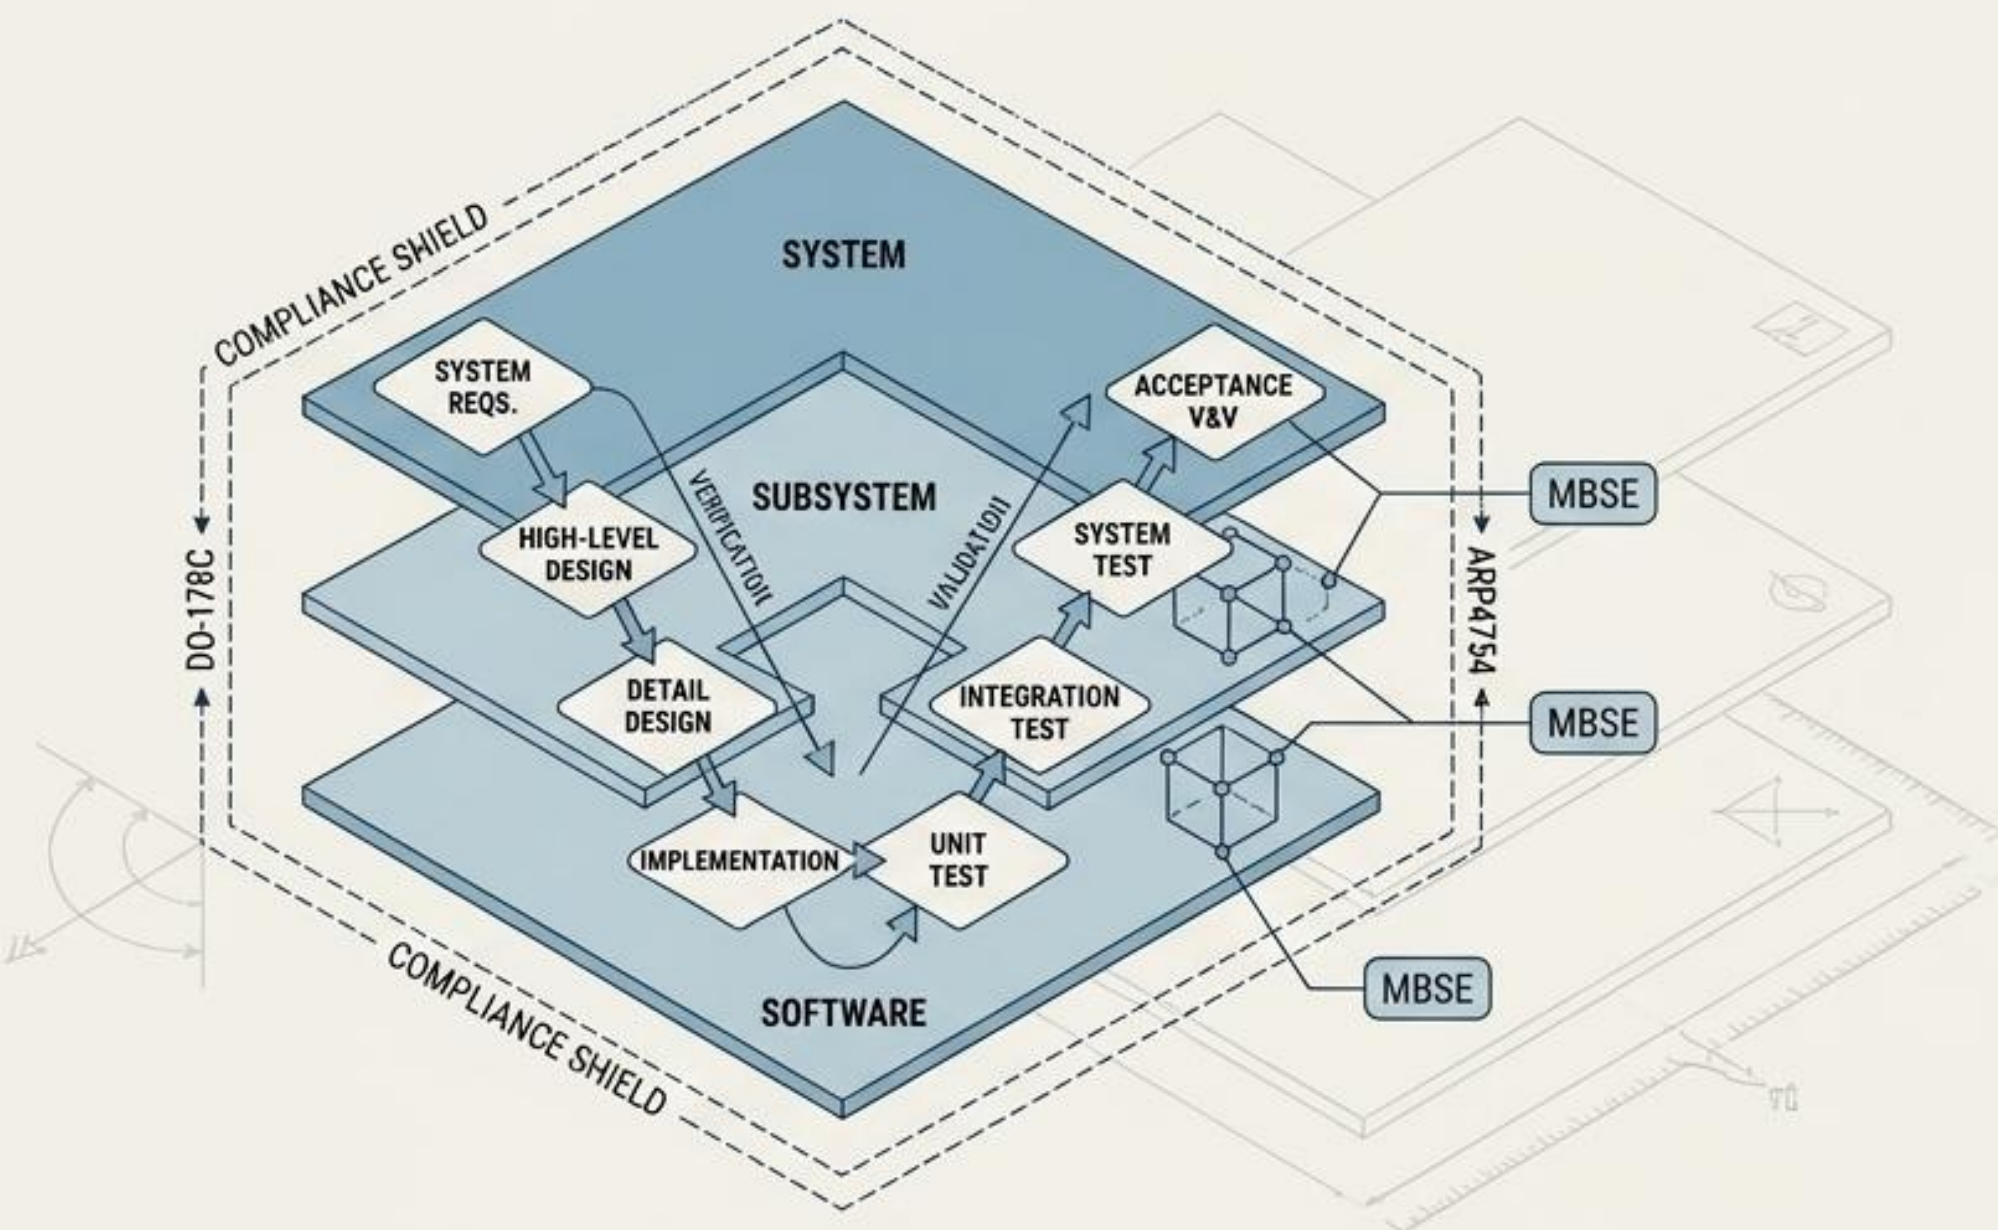 COMPLIANCE SHIELD
SYSTEM
SYSTEM
REQS.
ACCEPTANCE
V&V
SUBSYSTEM
MBSE
HIGH-LEVEL
DESIGN
SYSTEM
TEST
DO-178C
ARP4754
DETAIL
DESIGN
INTEGRATION
TEST
MBSE
IMPLEMENTATION
UNIT
TEST
MBSE
SOFTWARE
COMPLIANCE SHIELD